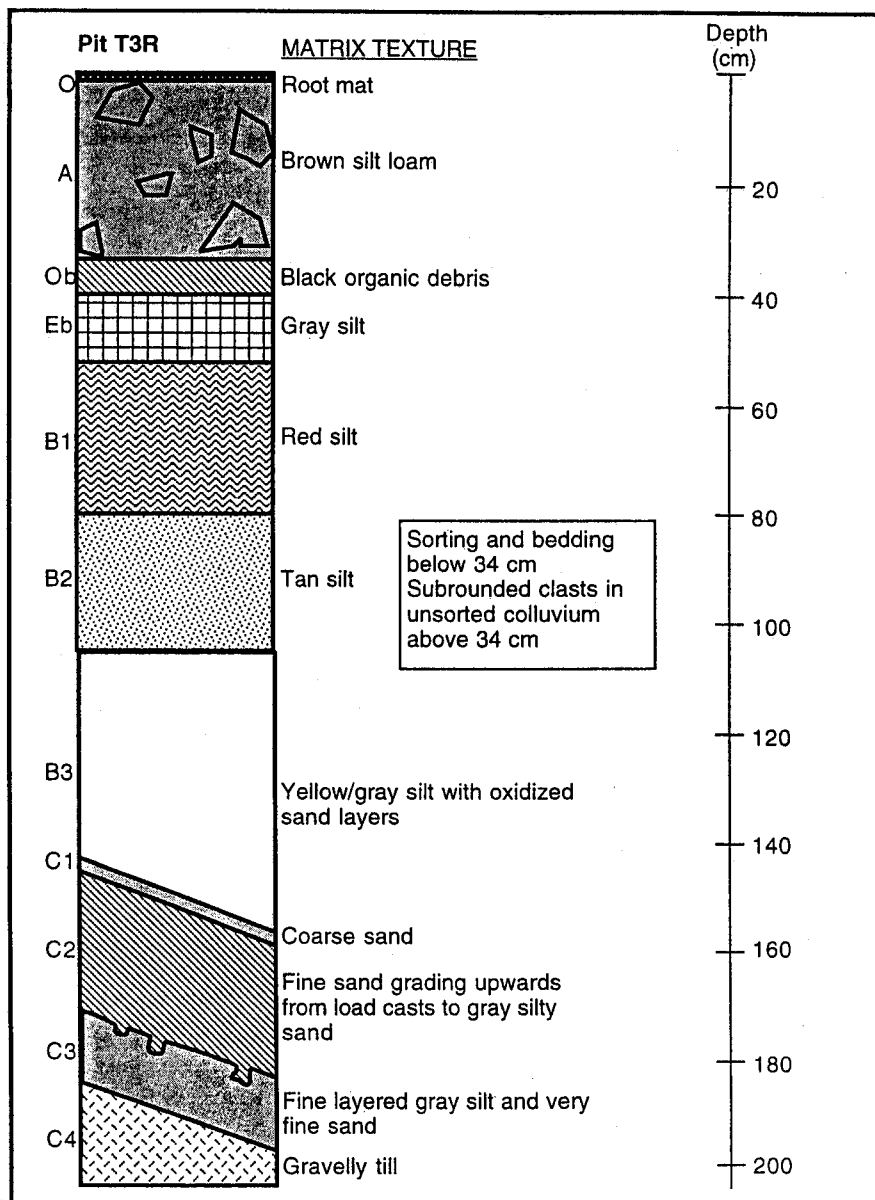 Pit T3R
MATRIX TEXTURE
Depth
(cm)
O
Root mat
A
Brown silt loam
20
Ob
Black organic debris
40
Eb
Gray silt
60
B1
Red silt
80
Sorting and bedding
below 34 cm
Subrounded clasts in
unsorted colluvium
above 34 cm
B2
Tan silt
100
120
B3
Yellow/gray silt with oxidized
sand layers
140
C1
Coarse sand
160
C2
Fine sand grading upwards
from load casts to gray silty
sand
180
C3
Fine layered gray silt and very
fine sand
C4
Gravelly till
200